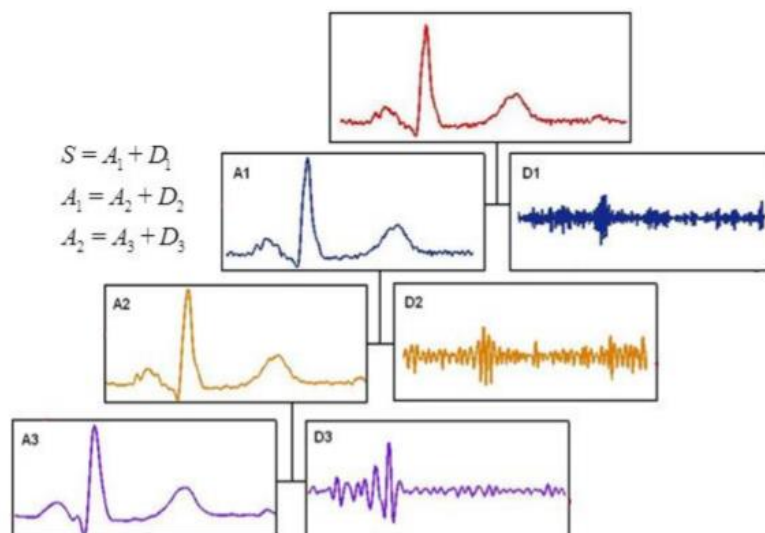 S = A₁ + D₁
A₁ = A₂ + D₂
A₂ = A₃ + D₃
A1
D1
A2
D2
A3
D3